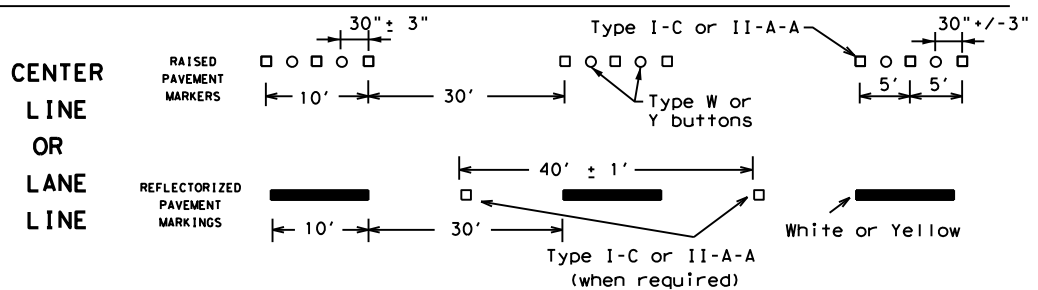 CENTER
LINE
OR
LANE
LINE
RAISED
PAVEMENT
MARKERS
30"± 3"
10'
30'
Type I-C or II-A-A
Type W or
Y buttons
30"+/-3"
5'
5'
REFLECTORIZED
PAVEMENT
MARKINGS
40' ± 1'
10'
30'
Type I-C or II-A-A
(when required)
White or Yellow